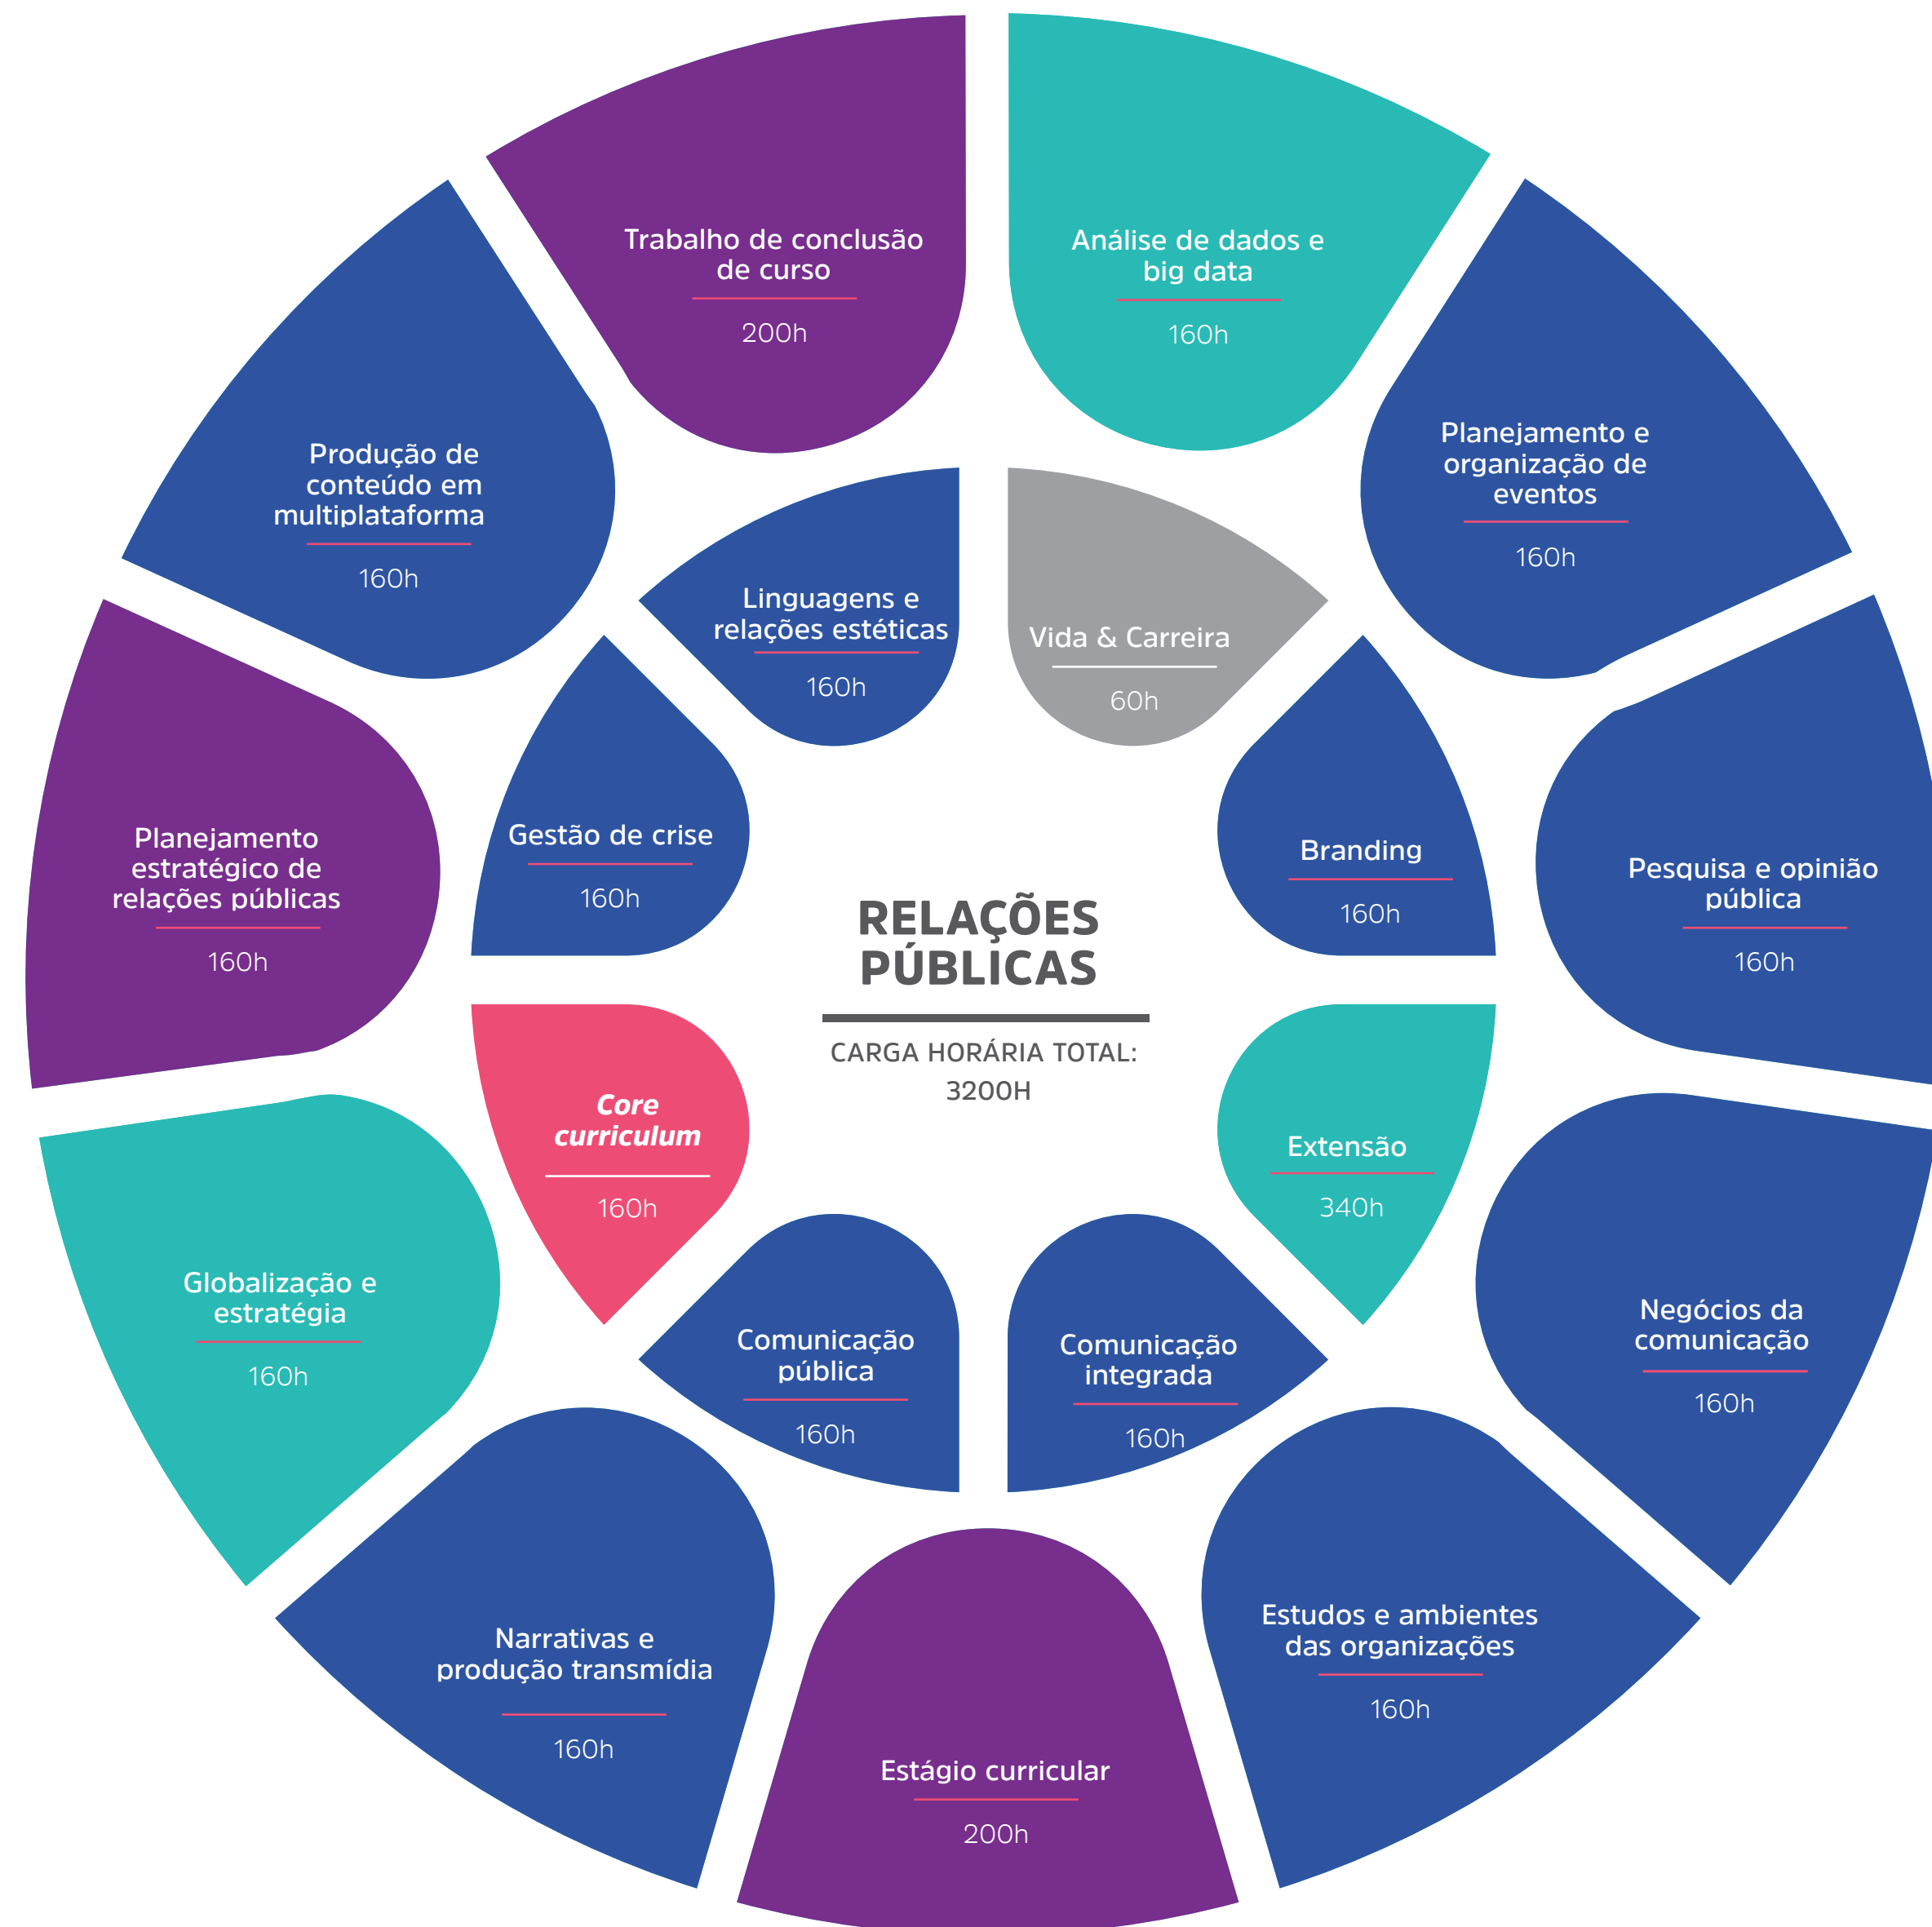 Trabalho de conclusão
de curso
200h
Análise de dados e
big data
160h
Planejamento e
organização de
eventos
160h
Produção de
conteúdo em
multiplataforma
160h
Linguagens e
relações estéticas
160h
Vida & Carreira
60h
Planejamento
estratégico de
relações públicas
160h
Gestão de crise
160h
Branding
160h
Pesquisa e opinião
pública
160h
RELAÇÕES
PÚBLICAS
CARGA HORÁRIA TOTAL:
3200H
Core
curriculum
160h
Extensão
340h
Globalização e
estratégia
160h
Comunicação
pública
160h
Comunicação
integrada
160h
Negócios da
comunicação
160h
Narrativas e
produção transmídia
160h
Estudos e ambientes
das organizações
160h
Estágio curricular
200h